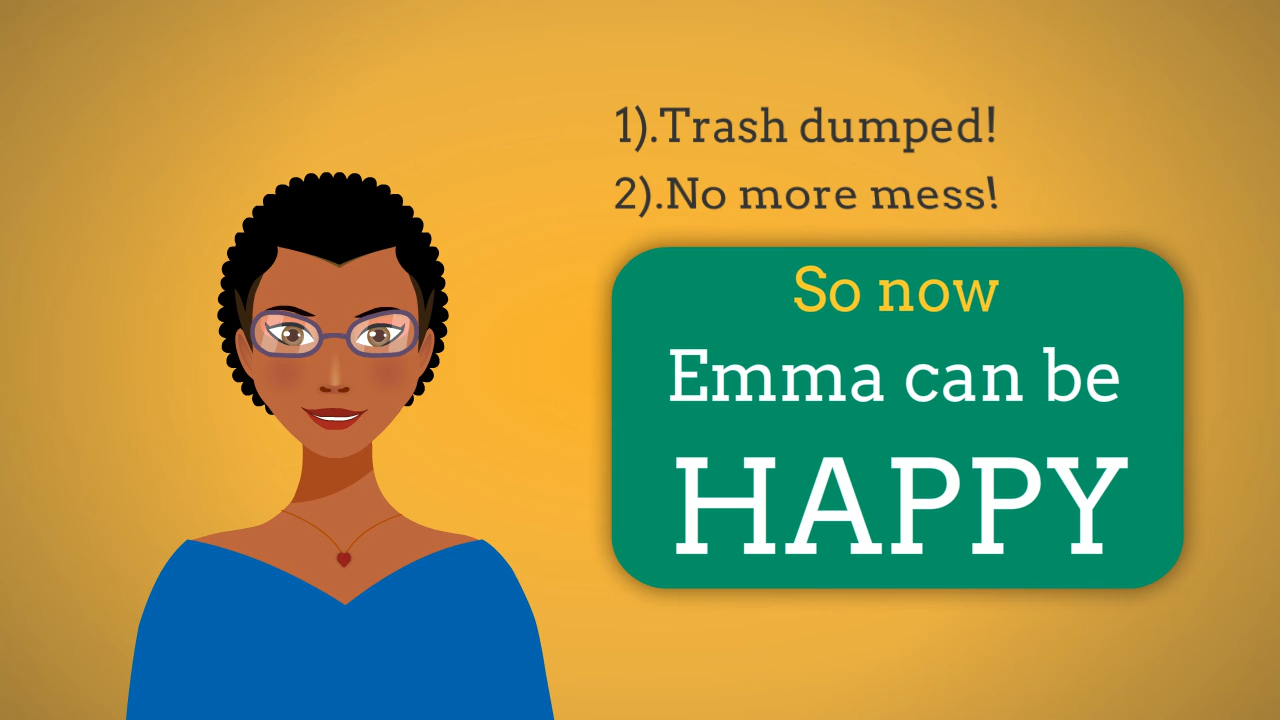 1).Trash dumped!
2).No more mess!
So now
Emma can be
HAPPY